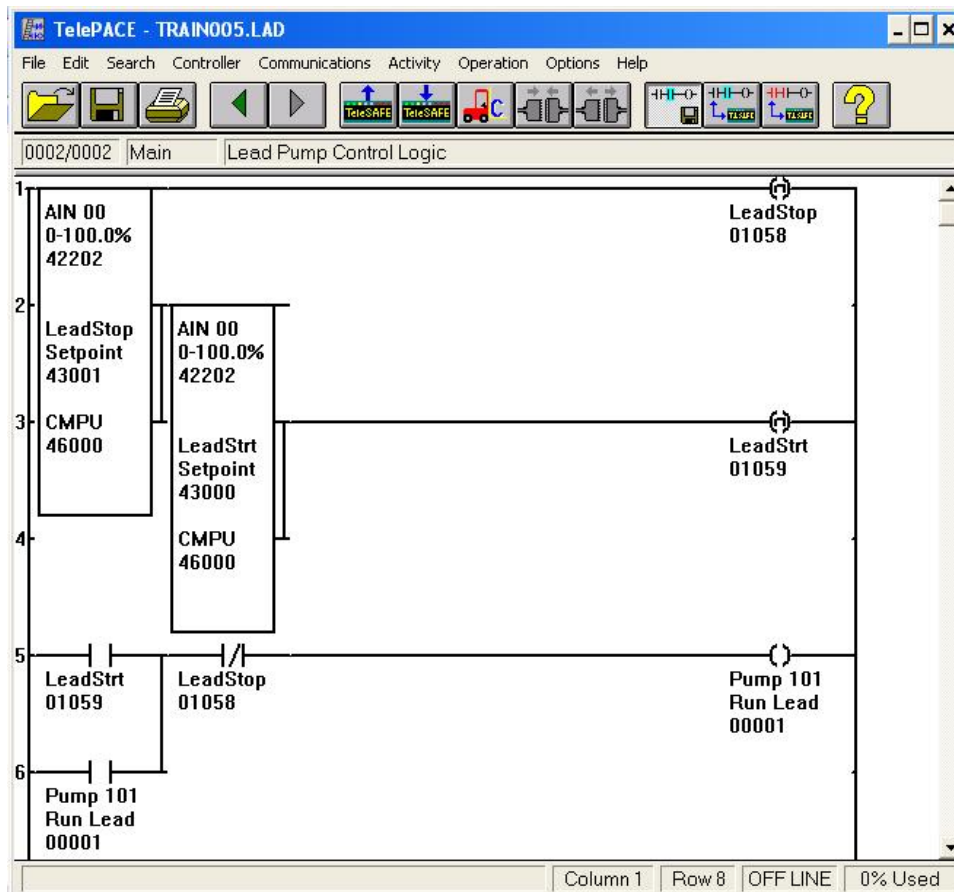 TelePACE - TRAIN005.LAD
File Edit Search Controller Communications Activity Operation Options Help
TeleSAFE TeleSAFE C
0002/0002 Main Lead Pump Control Logic
1
AIN 00
0-100.0%
42202
LeadStop
01058
2
LeadStop
Setpoint
43001
AIN 00
0-100.0%
42202
3
CMPU
46000
LeadStrt
Setpoint
43000
LeadStrt
01059
4
CMPU
46000
5
LeadStrt
01059
LeadStop
01058
Pump 101
Run Lead
00001
6
Pump 101
Run Lead
00001
Column 1 Row 8 OFF LINE 0% Used